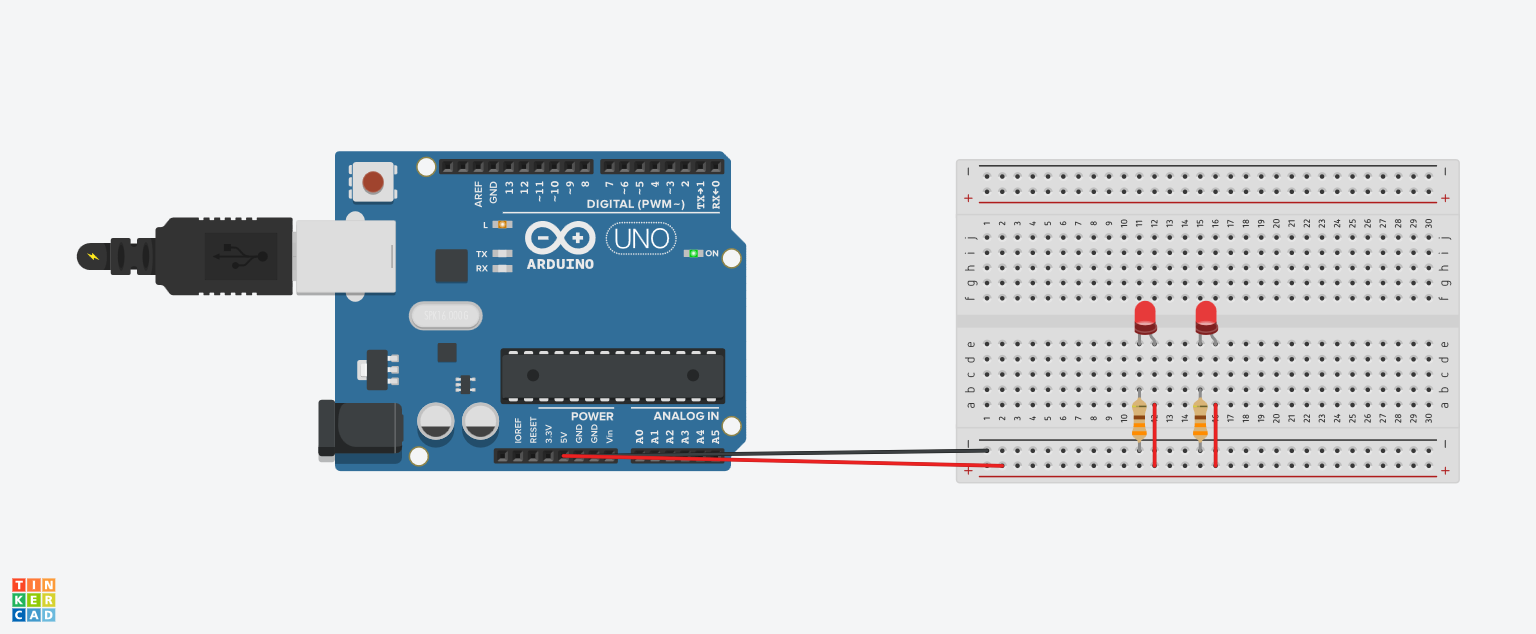 AREF
GND
13
12
~11
~10
~9
8
7
~6
~5
4
~3
2
TX→1
RX←0
DIGITAL (PWM~)
L
TX
RX
UNO
ARDUINO
ON
POWER
ANALOG IN
IOREF
RESET
3.3V
5V
GND
GND
Vin
A0
A1
A2
A3
A4
A5
− −
+ +
1 2 3 4 5 6 7 8 9 10 11 12 13 14 15 16 17 18 19 20 21 22 23 24 25 26 27 28 29 30
j j
i i
h h
g g
f f
e e
d d
c c
b b
a a
1 2 3 4 5 6 7 8 9 10 11 13 14 15 17 18 19 20 21 22 23 24 25 26 27 28 29 30
− −
+ +
TIN
KER
CAD